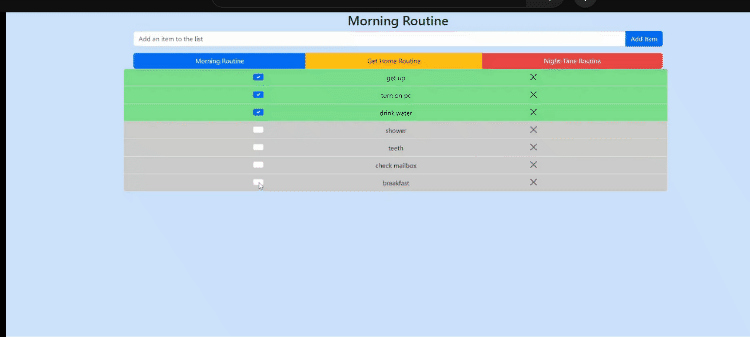 Morning Routine
Add an item to the list
Add Item
Morning Routine
Get Home Routine
Night-Time Routine
get up
turn on pc
drink water
shower
teeth
check mailbox
breakfast